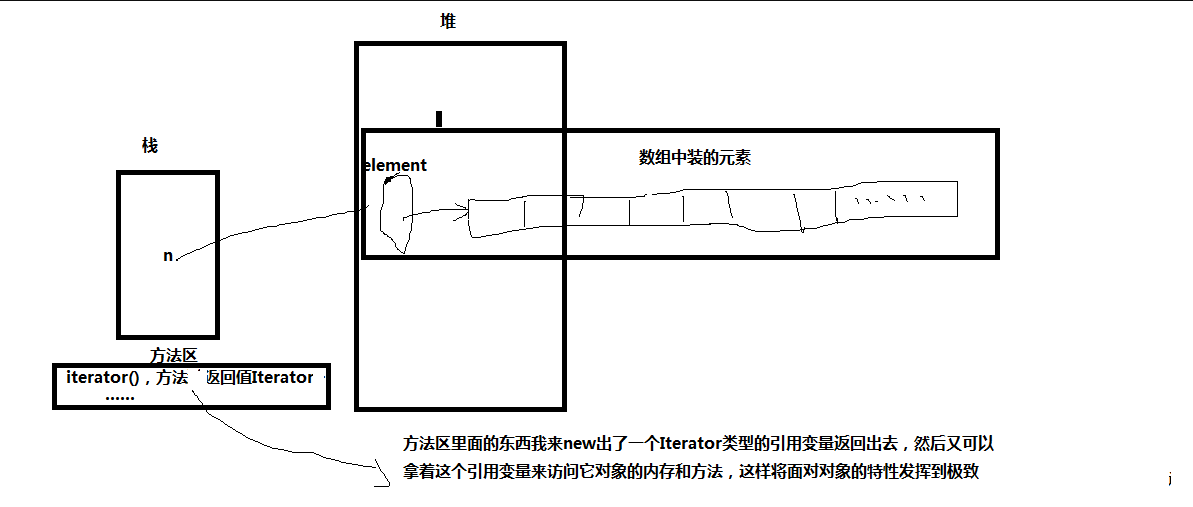 堆
栈
element
数组中装的元素
n
方法区
iterator()，方法 返回值Iterator
......
方法区里面的东西我来new出了一个Iterator类型的引用变量返回出去，然后又可以
拿着这个引用变量来访问它对象的内存和方法，这样将面对对象的特性发挥到极致
j